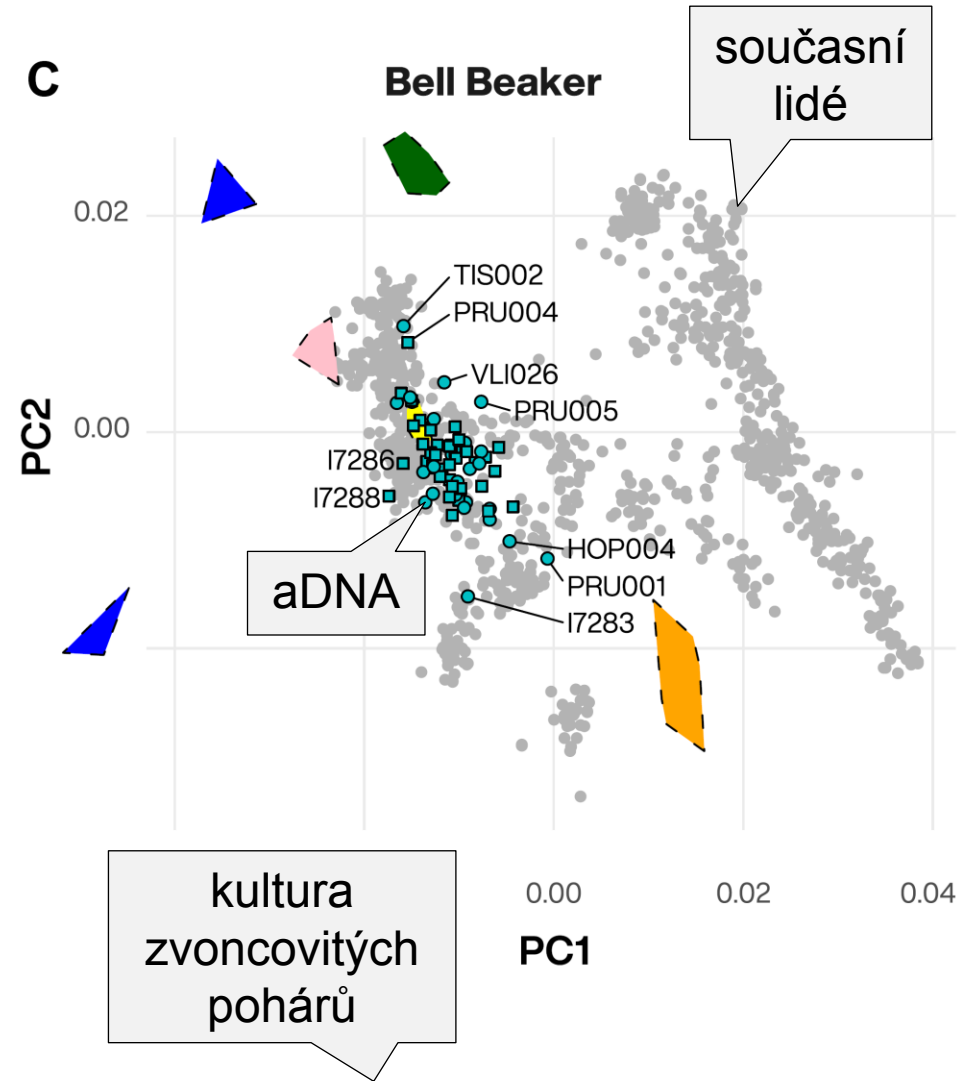 C
Bell Beaker
současní
lidé
0.02
TIS002
PRU004
VLI026
PRU005
PC2
0.00
I7286
I7288
aDNA
HOP004
PRU001
I7283
kultura
zvoncovitých
pohárů
0.00
0.02
0.04
PC1